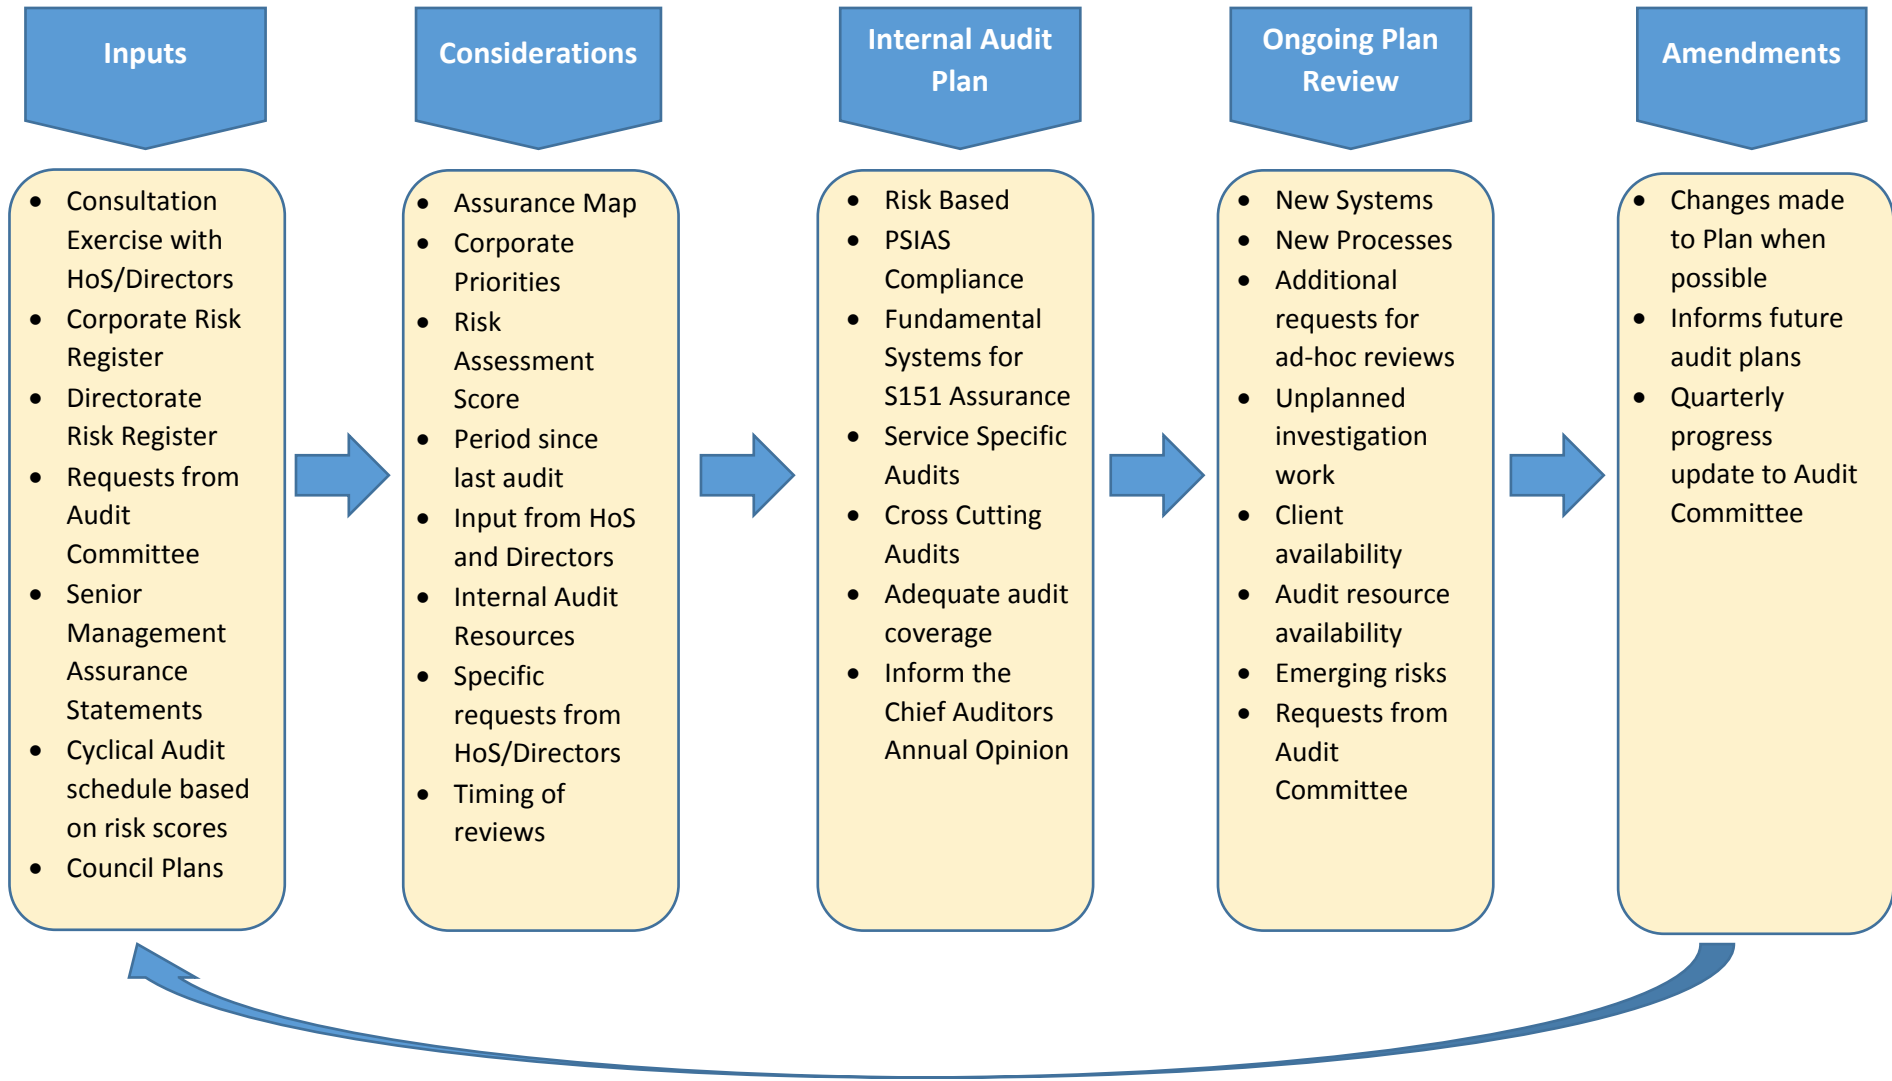 Inputs
• Consultation
Exercise with
HoS/Directors
• Corporate Risk
Register
• Directorate
Risk Register
• Requests from
Audit
Committee
• Senior
Management
Assurance
Statements
• Cyclical Audit
schedule based
on risk scores
• Council Plans
Considerations
• Assurance Map
• Corporate
Priorities
• Risk
Assessment
Score
• Period since
last audit
• Input from HoS
and Directors
• Internal Audit
Resources
• Specific
requests from
HoS/Directors
• Timing of
reviews
Internal Audit
Plan
• Risk Based
• PSIAS
Compliance
• Fundamental
Systems for
S151 Assurance
• Service Specific
Audits
• Cross Cutting
Audits
• Adequate audit
coverage
• Inform the
Chief Auditors
Annual Opinion
Ongoing Plan
Review
• New Systems
• New Processes
• Additional
requests for
ad-hoc reviews
• Unplanned
investigation
work
• Client
availability
• Audit resource
availability
• Emerging risks
• Requests from
Audit
Committee
Amendments
• Changes made
to Plan when
possible
• Informs future
audit plans
• Quarterly
progress
update to Audit
Committee